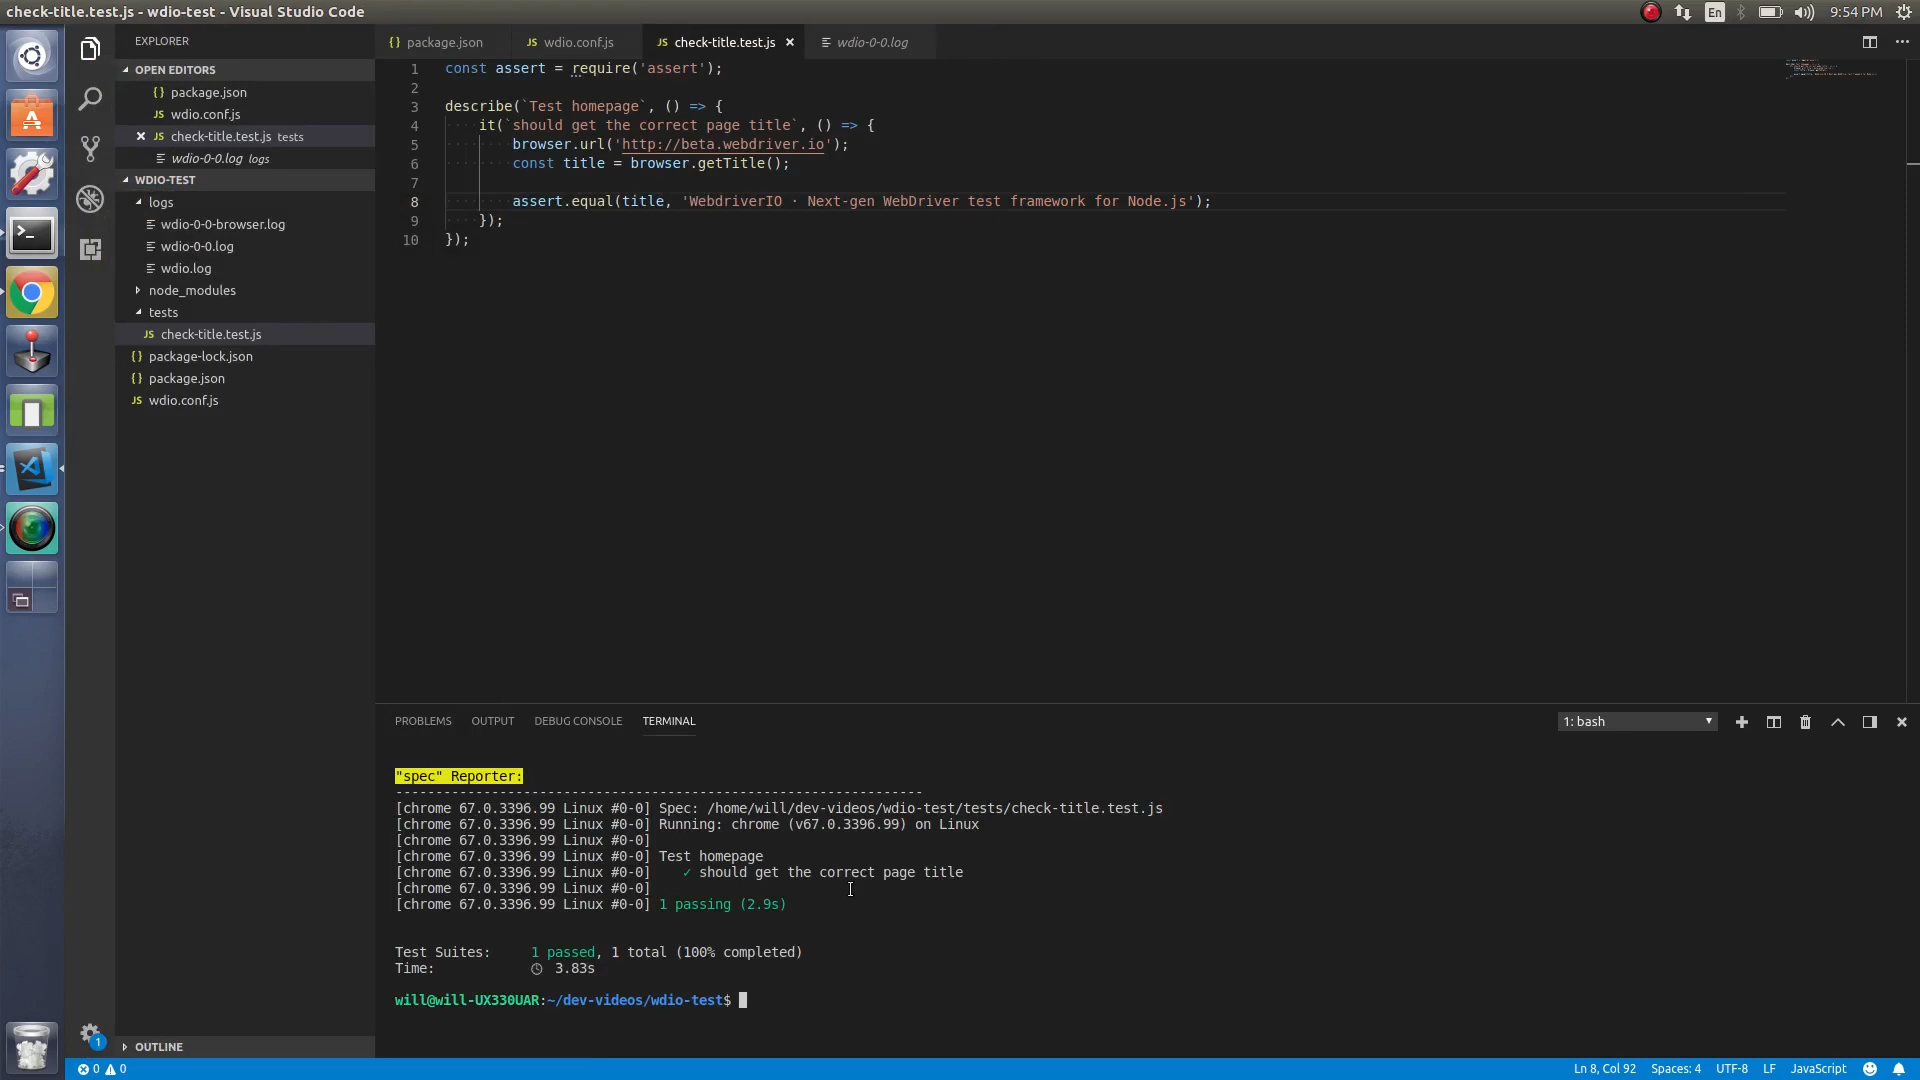 check-title.test.js - wdio-test - Visual Studio Code
En
9:54 PM
EXPLORER
OPEN EDITORS
{} package.json
JS wdio.conf.js
JS check-title.test.js tests
wdio-0-0.log logs
WDIO-TEST
logs
wdio-0-0-browser.log
wdio-0-0.log
wdio.log
node_modules
tests
JS check-title.test.js
{} package-lock.json
{} package.json
JS wdio.conf.js
OUTLINE
{} package.json
JS wdio.conf.js
JS check-title.test.js
wdio-0-0.log
1 const assert = require('assert');
2
3 describe(`Test homepage`, () => {
4 it(`should get the correct page title`, () => {
5 browser.url('http://beta.webdriver.io');
6 const title = browser.getTitle();
7
8 assert.equal(title, 'WebdriverIO · Next-gen WebDriver test framework for Node.js');
9 });
10 });
PROBLEMS OUTPUT DEBUG CONSOLE TERMINAL
1: bash
"spec" Reporter:
------------------------------------------------------------------
[chrome 67.0.3396.99 Linux #0-0] Spec: /home/will/dev-videos/wdio-test/tests/check-title.test.js
[chrome 67.0.3396.99 Linux #0-0] Running: chrome (v67.0.3396.99) on Linux
[chrome 67.0.3396.99 Linux #0-0]
[chrome 67.0.3396.99 Linux #0-0] Test homepage
[chrome 67.0.3396.99 Linux #0-0] ✓ should get the correct page title
[chrome 67.0.3396.99 Linux #0-0]
[chrome 67.0.3396.99 Linux #0-0] 1 passing (2.9s)
Test Suites: 1 passed, 1 total (100% completed)
Time: 3.83s
will@will-UX330UAR:~/dev-videos/wdio-test$
1
0 0
Ln 8, Col 92
Spaces: 4
UTF-8
LF
JavaScript